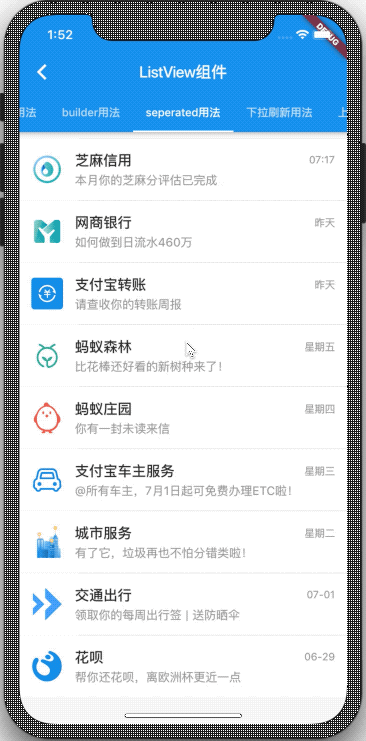 1:52
DEBUG
ListView组件
用法 builder用法 seperated用法 下拉刷新用法 上
芝麻信用 07:17
本月你的芝麻分评估已完成
网商银行 昨天
如何做到日流水460万
支付宝转账 昨天
请查收你的转账周报
蚂蚁森林 星期五
比花棒还好看的新树种来了!
蚂蚁庄园 星期四
你有一封未读来信
支付宝车主服务 星期三
@所有车主，7月1日起可免费办理ETC啦!
城市服务 星期二
有了它，垃圾再也不怕分错类啦!
交通出行 07-01
领取你的每周出行签 | 送防晒伞
花呗 06-29
帮你还花呗，离欧洲杯更近一点